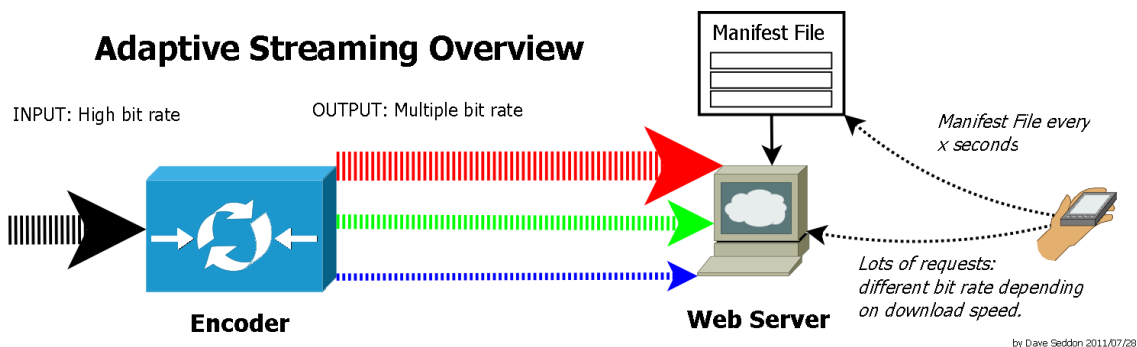 Adaptive Streaming Overview
Manifest File
INPUT: High bit rate
OUTPUT: Multiple bit rate
Manifest File every
x seconds
Lots of requests:
different bit rate depending
on download speed.
Encoder
Web Server
by Dave Seddon 2011/07/28